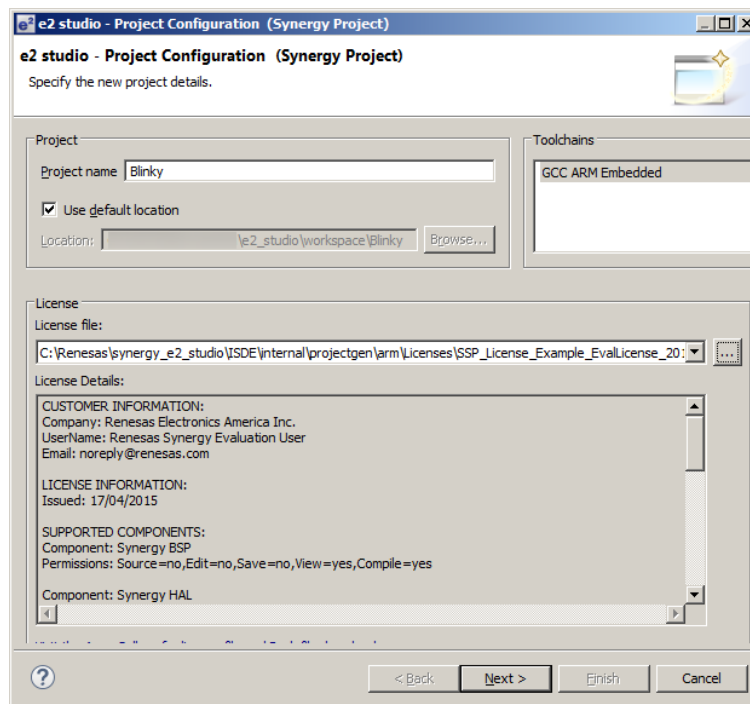 e² e2 studio - Project Configuration (Synergy Project)
e2 studio - Project Configuration (Synergy Project)
Specify the new project details.
Project
Project name Blinky
Use default location
Location: \e2_studio\workspace\Blinky Browse...
Toolchains
GCC ARM Embedded
License
License file:
C:\Renesas\synergy_e2_studio\ISDE\internal\projectgen\arm\Licenses\SSP_License_Example_EvalLicense_201 ...
License Details:
CUSTOMER INFORMATION:
Company: Renesas Electronics America Inc.
UserName: Renesas Synergy Evaluation User
Email: noreply@renesas.com
LICENSE INFORMATION:
Issued: 17/04/2015
SUPPORTED COMPONENTS:
Component: Synergy BSP
Permissions: Source=no,Edit=no,Save=no,View=yes,Compile=yes
Component: Synergy HAL
? < Back Next > Finish Cancel